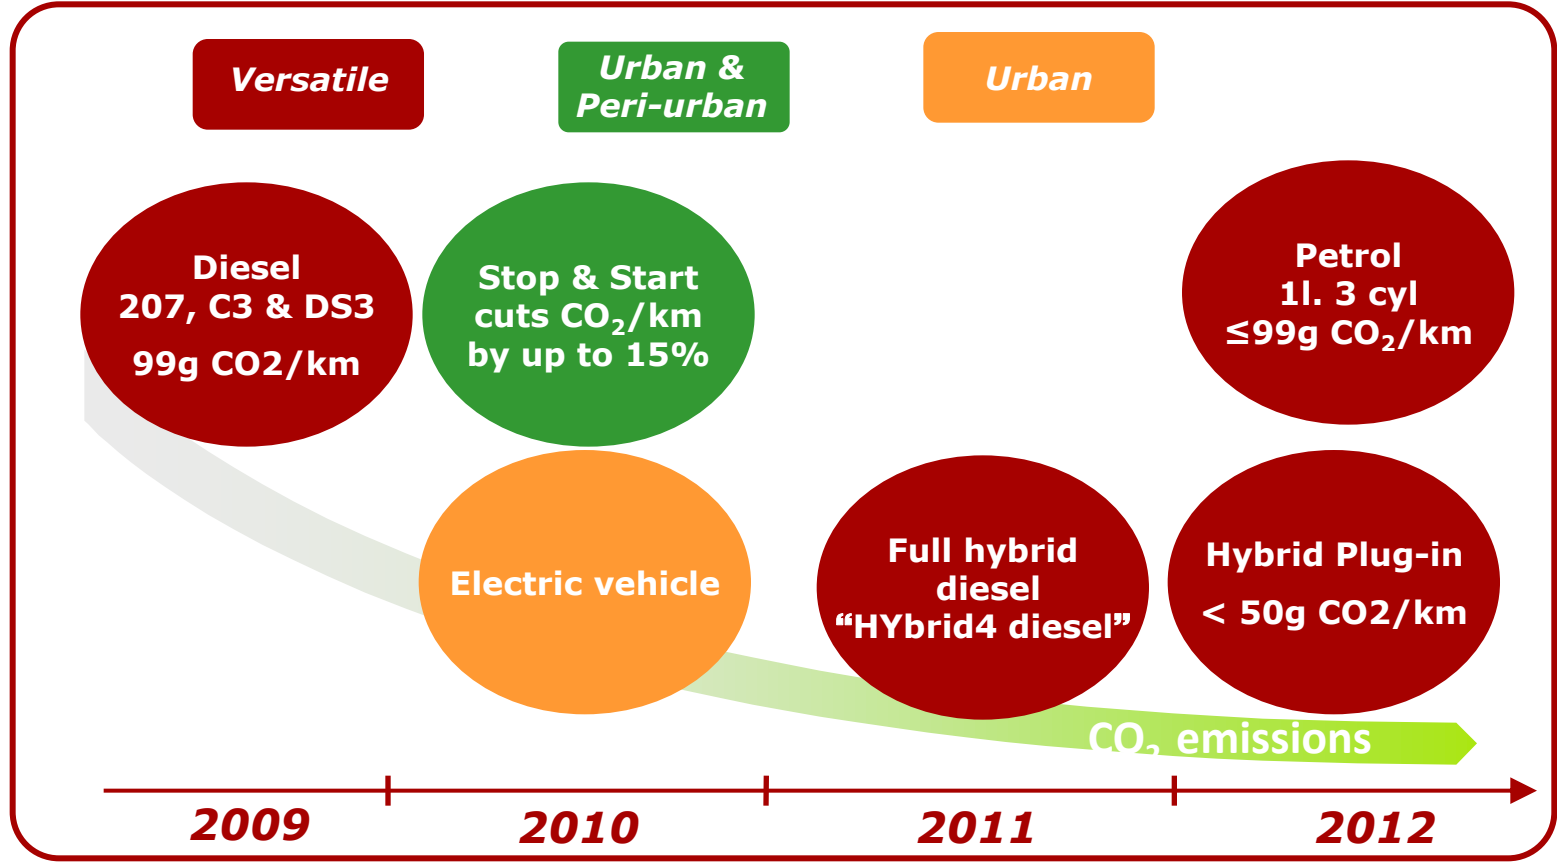 Versatile
Urban &
Peri-urban
Urban
Diesel
207, C3 & DS3
99g CO2/km
Stop & Start
cuts CO₂/km
by up to 15%
Petrol
1l. 3 cyl
≤99g CO₂/km
Electric vehicle
Full hybrid
diesel
“HYbrid4 diesel”
Hybrid Plug-in
< 50g CO2/km
CO₂ emissions
2009
2010
2011
2012